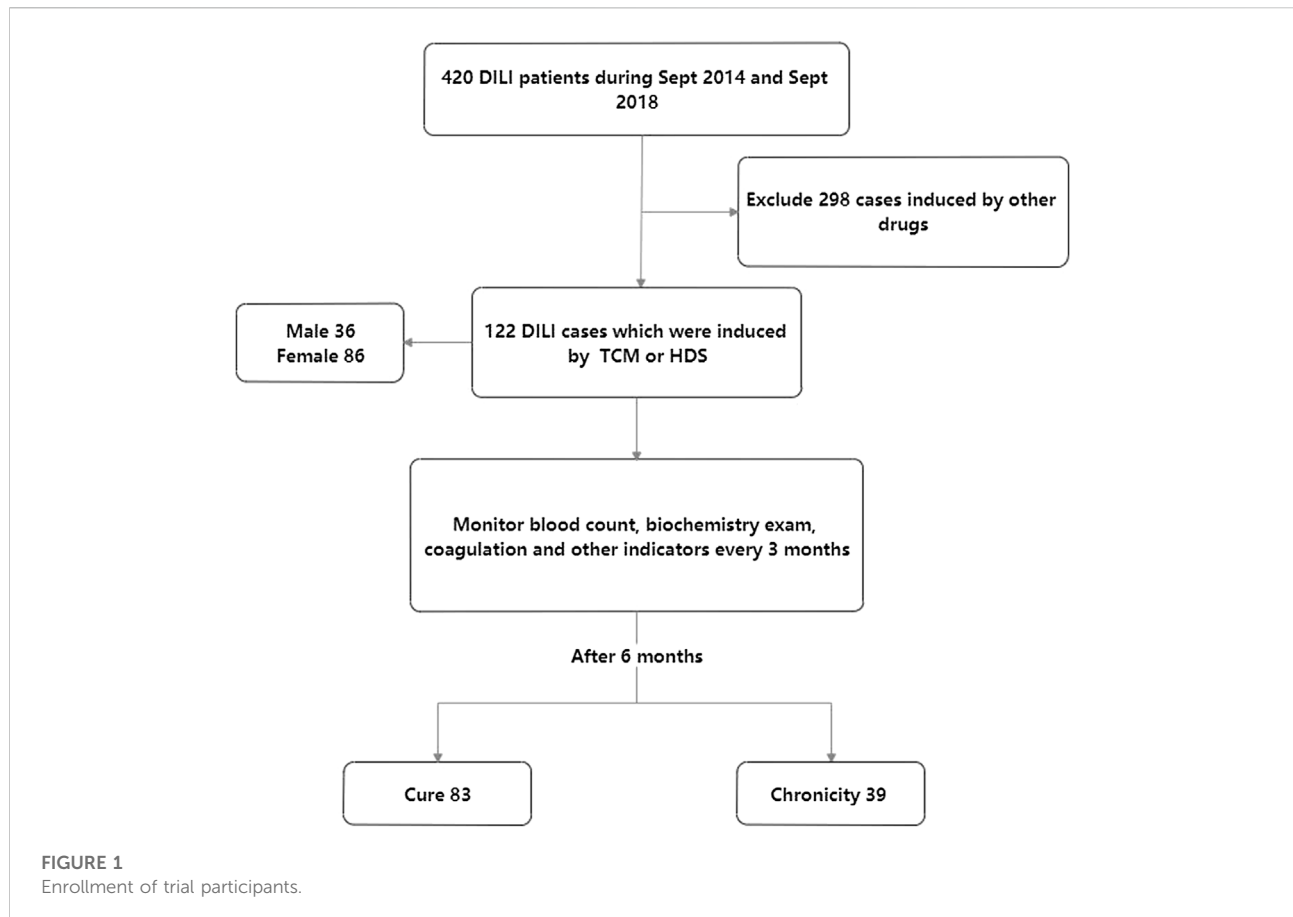 420 DILI patients during Sept 2014 and Sept
2018
Exclude 298 cases induced by other
drugs
Male 36
Female 86
122 DILI cases which were induced
by TCM or HDS
Monitor blood count, biochemistry exam,
coagulation and other indicators every 3 months
After 6 months
Cure 83
Chronicity 39
FIGURE 1
Enrollment of trial participants.